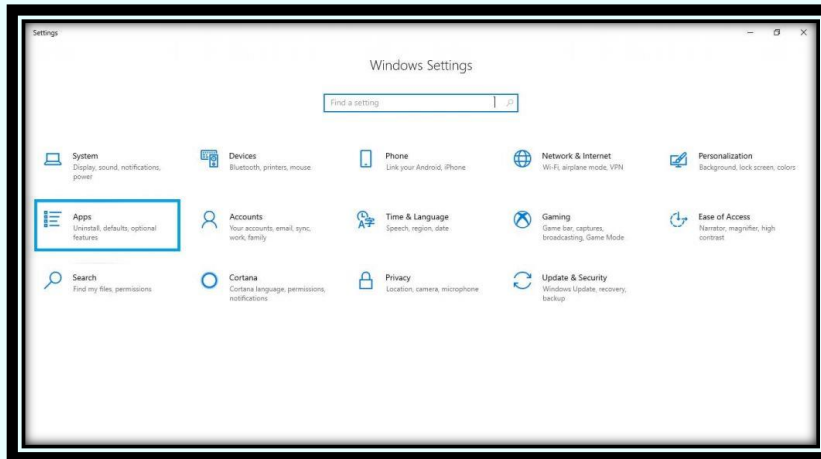 Settings
Windows Settings
Find a setting
System
Display, sound, notifications,
power
Devices
Bluetooth, printers, mouse
Phone
Link your Android, iPhone
Network & Internet
Wi-Fi, airplane mode, VPN
Personalization
Background, lock screen, colors
Apps
Uninstall, defaults, optional
features
Accounts
Your accounts, email, sync,
work, family
Time & Language
Speech, region, date
Gaming
Game bar, captures,
broadcasting, Game Mode
Ease of Access
Narrator, magnifier, high
contrast
Search
Find my files, permissions
Cortana
Cortana language, permissions,
notifications
Privacy
Location, camera, microphone
Update & Security
Windows Update, recovery,
backup